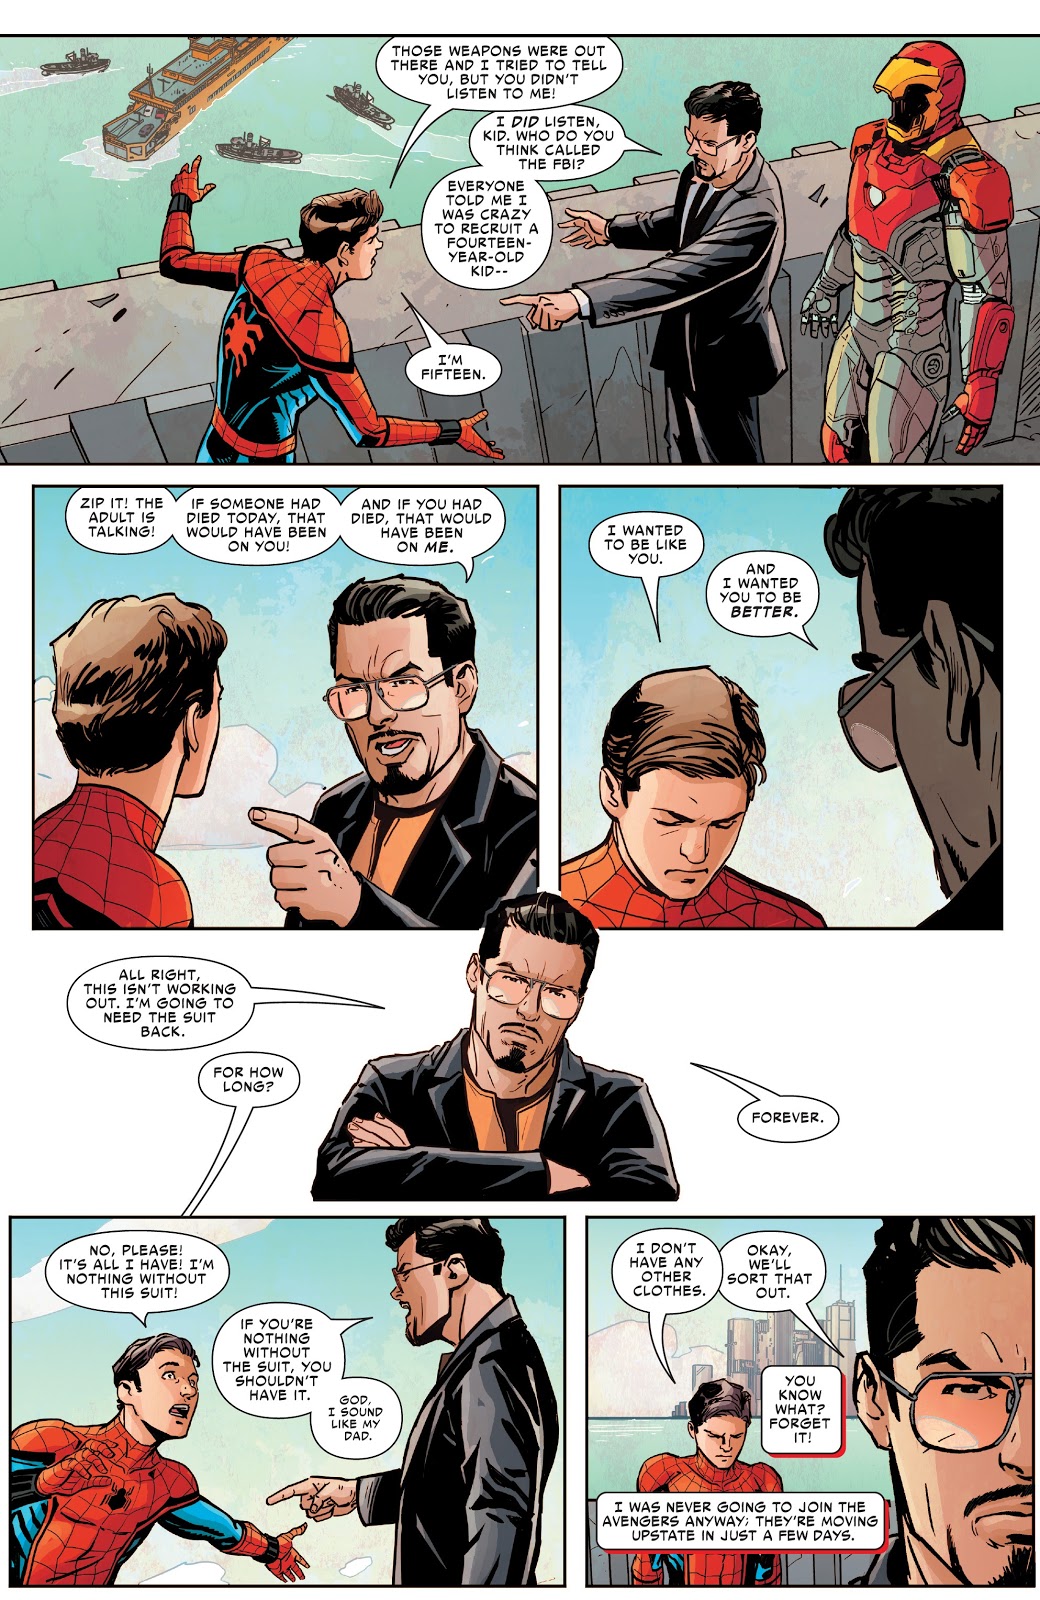 THOSE WEAPONS WERE OUT
THERE AND I TRIED TO TELL
YOU, BUT YOU DIDN'T
LISTEN TO ME!
I DID LISTEN,
KID. WHO DO YOU
THINK CALLED
THE FBI?
EVERYONE
TOLD ME I
WAS CRAZY
TO RECRUIT A
FOURTEEN-
YEAR-OLD
KID--
I'M
FIFTEEN.
ZIP IT! THE
ADULT IS
TALKING!
IF SOMEONE HAD
DIED TODAY, THAT
WOULD HAVE BEEN
ON YOU!
AND IF YOU HAD
DIED, THAT WOULD
HAVE BEEN
ON ME.
I WANTED
TO BE LIKE
YOU.
AND
I WANTED
YOU TO BE
BETTER.
ALL RIGHT,
THIS ISN'T WORKING
OUT. I'M GOING TO
NEED THE SUIT
BACK.
FOR HOW
LONG?
FOREVER.
NO, PLEASE!
IT'S ALL I HAVE! I'M
NOTHING WITHOUT
THIS SUIT!
IF YOU'RE
NOTHING
WITHOUT
THE SUIT, YOU
SHOULDN'T
HAVE IT.
GOD,
I SOUND
LIKE MY
DAD.
I DON'T
HAVE ANY
OTHER
CLOTHES.
OKAY,
WE'LL
SORT THAT
OUT.
YOU
KNOW
WHAT?
FORGET
IT!
I WAS NEVER GOING TO JOIN THE
AVENGERS ANYWAY; THEY'RE MOVING
UPSTATE IN JUST A FEW DAYS.